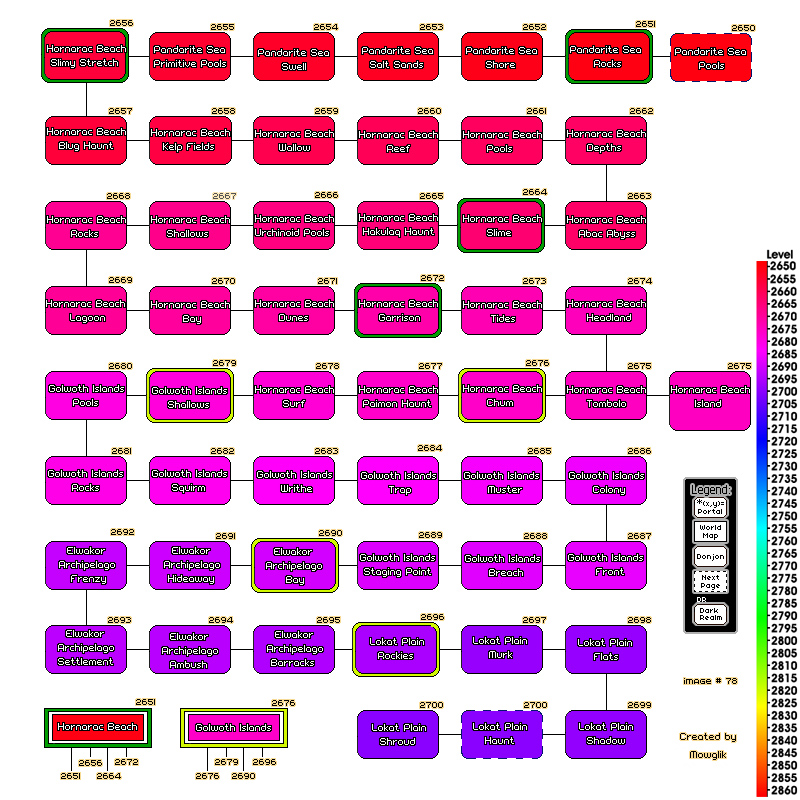 2656 2655 2654 2653 2652 2651 2650
Hornarac Beach
Slimy Stretch
Pandarite Sea
Primitive Pools
Pandarite Sea
Swell
Pandarite Sea
Salt Sands
Pandarite Sea
Shore
Pandarite Sea
Rocks
Pandarite Sea
Pools
2657 2658 2659 2660 2661 2662
Hornarac Beach
Blug Haunt
Hornarac Beach
Kelp Fields
Hornarac Beach
Wallow
Hornarac Beach
Reef
Hornarac Beach
Pools
Hornarac Beach
Depths
2668 2667 2666 2665 2664 2663
Hornarac Beach
Rocks
Hornarac Beach
Shallows
Hornarac Beach
Urchinoid Pools
Hornarac Beach
Hakulaq Haunt
Hornarac Beach
Slime
Hornarac Beach
Abac Abyss
2669 2670 2671 2672 2673 2674
Hornarac Beach
Lagoon
Hornarac Beach
Bay
Hornarac Beach
Dunes
Hornarac Beach
Garrison
Hornarac Beach
Tides
Hornarac Beach
Headland
2680 2679 2678 2677 2676 2675 2675
Golwoth Islands
Pools
Golwoth Islands
Shallows
Hornarac Beach
Surf
Hornarac Beach
Paimon Haunt
Hornarac Beach
Chum
Hornarac Beach
Tombolo
Hornarac Beach
Island
2681 2682 2683 2684 2685 2686
Golwoth Islands
Rocks
Golwoth Islands
Squirm
Golwoth Islands
Writhe
Golwoth Islands
Trap
Golwoth Islands
Muster
Golwoth Islands
Colony
2692 2691 2690 2689 2688 2687
Elwakor
Archipelago
Frenzy
Elwakor
Archipelago
Hideaway
Elwakor
Archipelago
Bay
Golwoth Islands
Staging Point
Golwoth Islands
Breach
Golwoth Islands
Front
2693 2694 2695 2696 2697 2698
Elwakor
Archipelago
Settlement
Elwakor
Archipelago
Ambush
Elwakor
Archipelago
Barracks
Lokat Plain
Rockies
Lokat Plain
Murk
Lokat Plain
Flats
2651
Hornarac Beach
2656 2672
2651 2664
2676
Golwoth Islands
2679 2696
2676 2690
2700 2700 2699
Lokat Plain
Shroud
Lokat Plain
Haunt
Lokat Plain
Shadow
Legend:
*(x,y)=
Portal
World
Map
Donjon
Next
Page
DR
Dark
Realm
image # 78
Created by
Mowglik
Level
2650
2655
2660
2665
2670
2675
2680
2685
2690
2695
2700
2705
2710
2715
2720
2725
2730
2735
2740
2745
2750
2755
2760
2765
2770
2775
2780
2785
2790
2795
2800
2805
2810
2815
2820
2825
2830
2835
2840
2845
2850
2855
2860